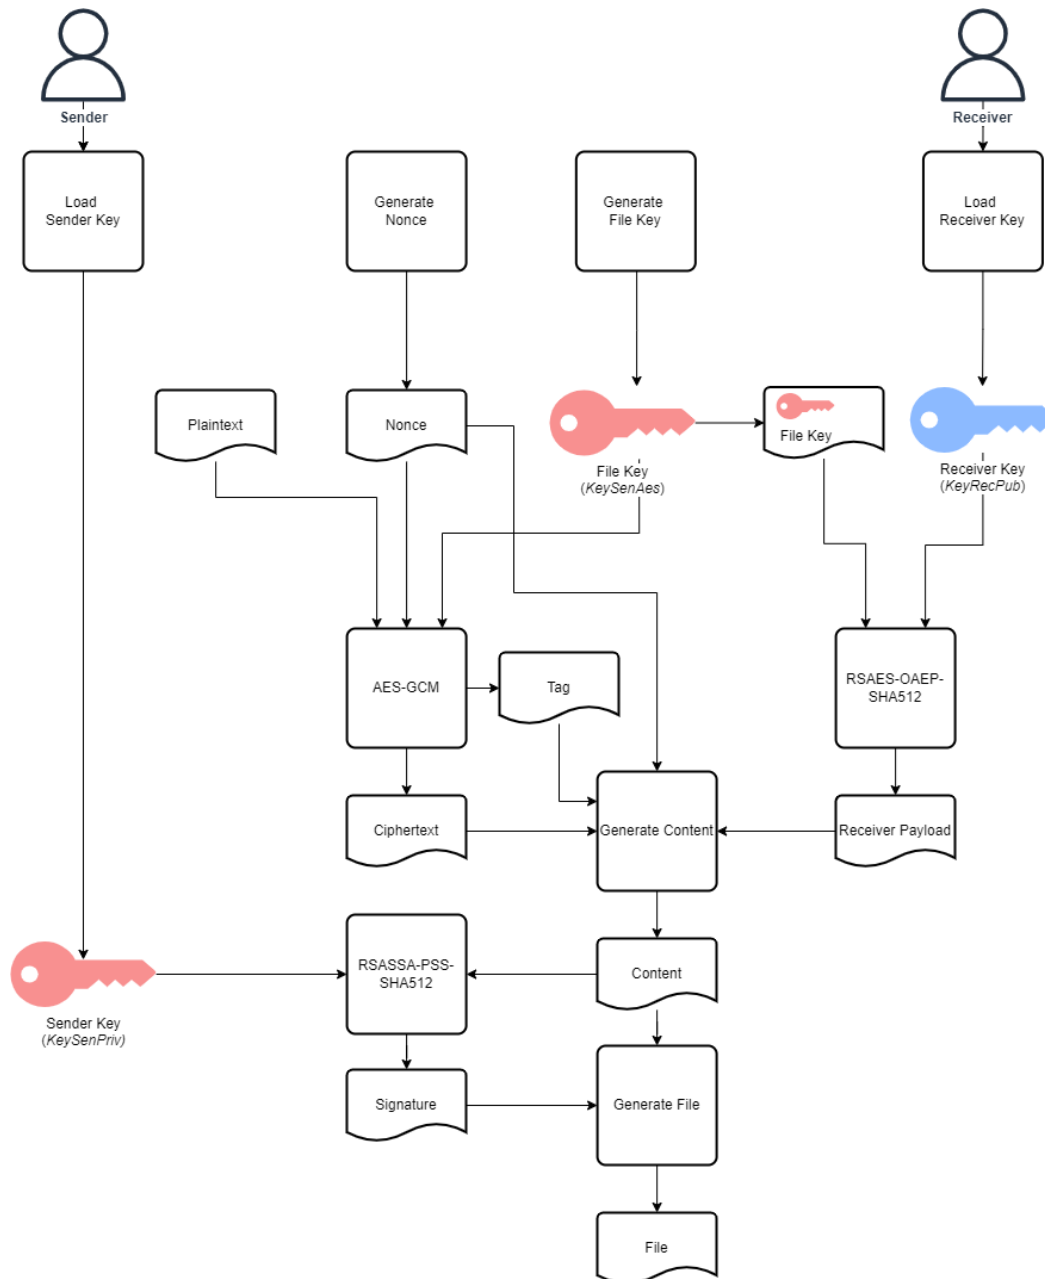 Sender
Receiver
Load
Sender Key
Generate
Nonce
Generate
File Key
Load
Receiver Key
Plaintext
Nonce
File Key
(KeySenAes)
File Key
Receiver Key
(KeyRecPub)
AES-GCM
Tag
RSAES-OAEP-
SHA512
Ciphertext
Generate Content
Receiver Payload
Sender Key
(KeySenPriv)
RSASSA-PSS-
SHA512
Content
Signature
Generate File
File